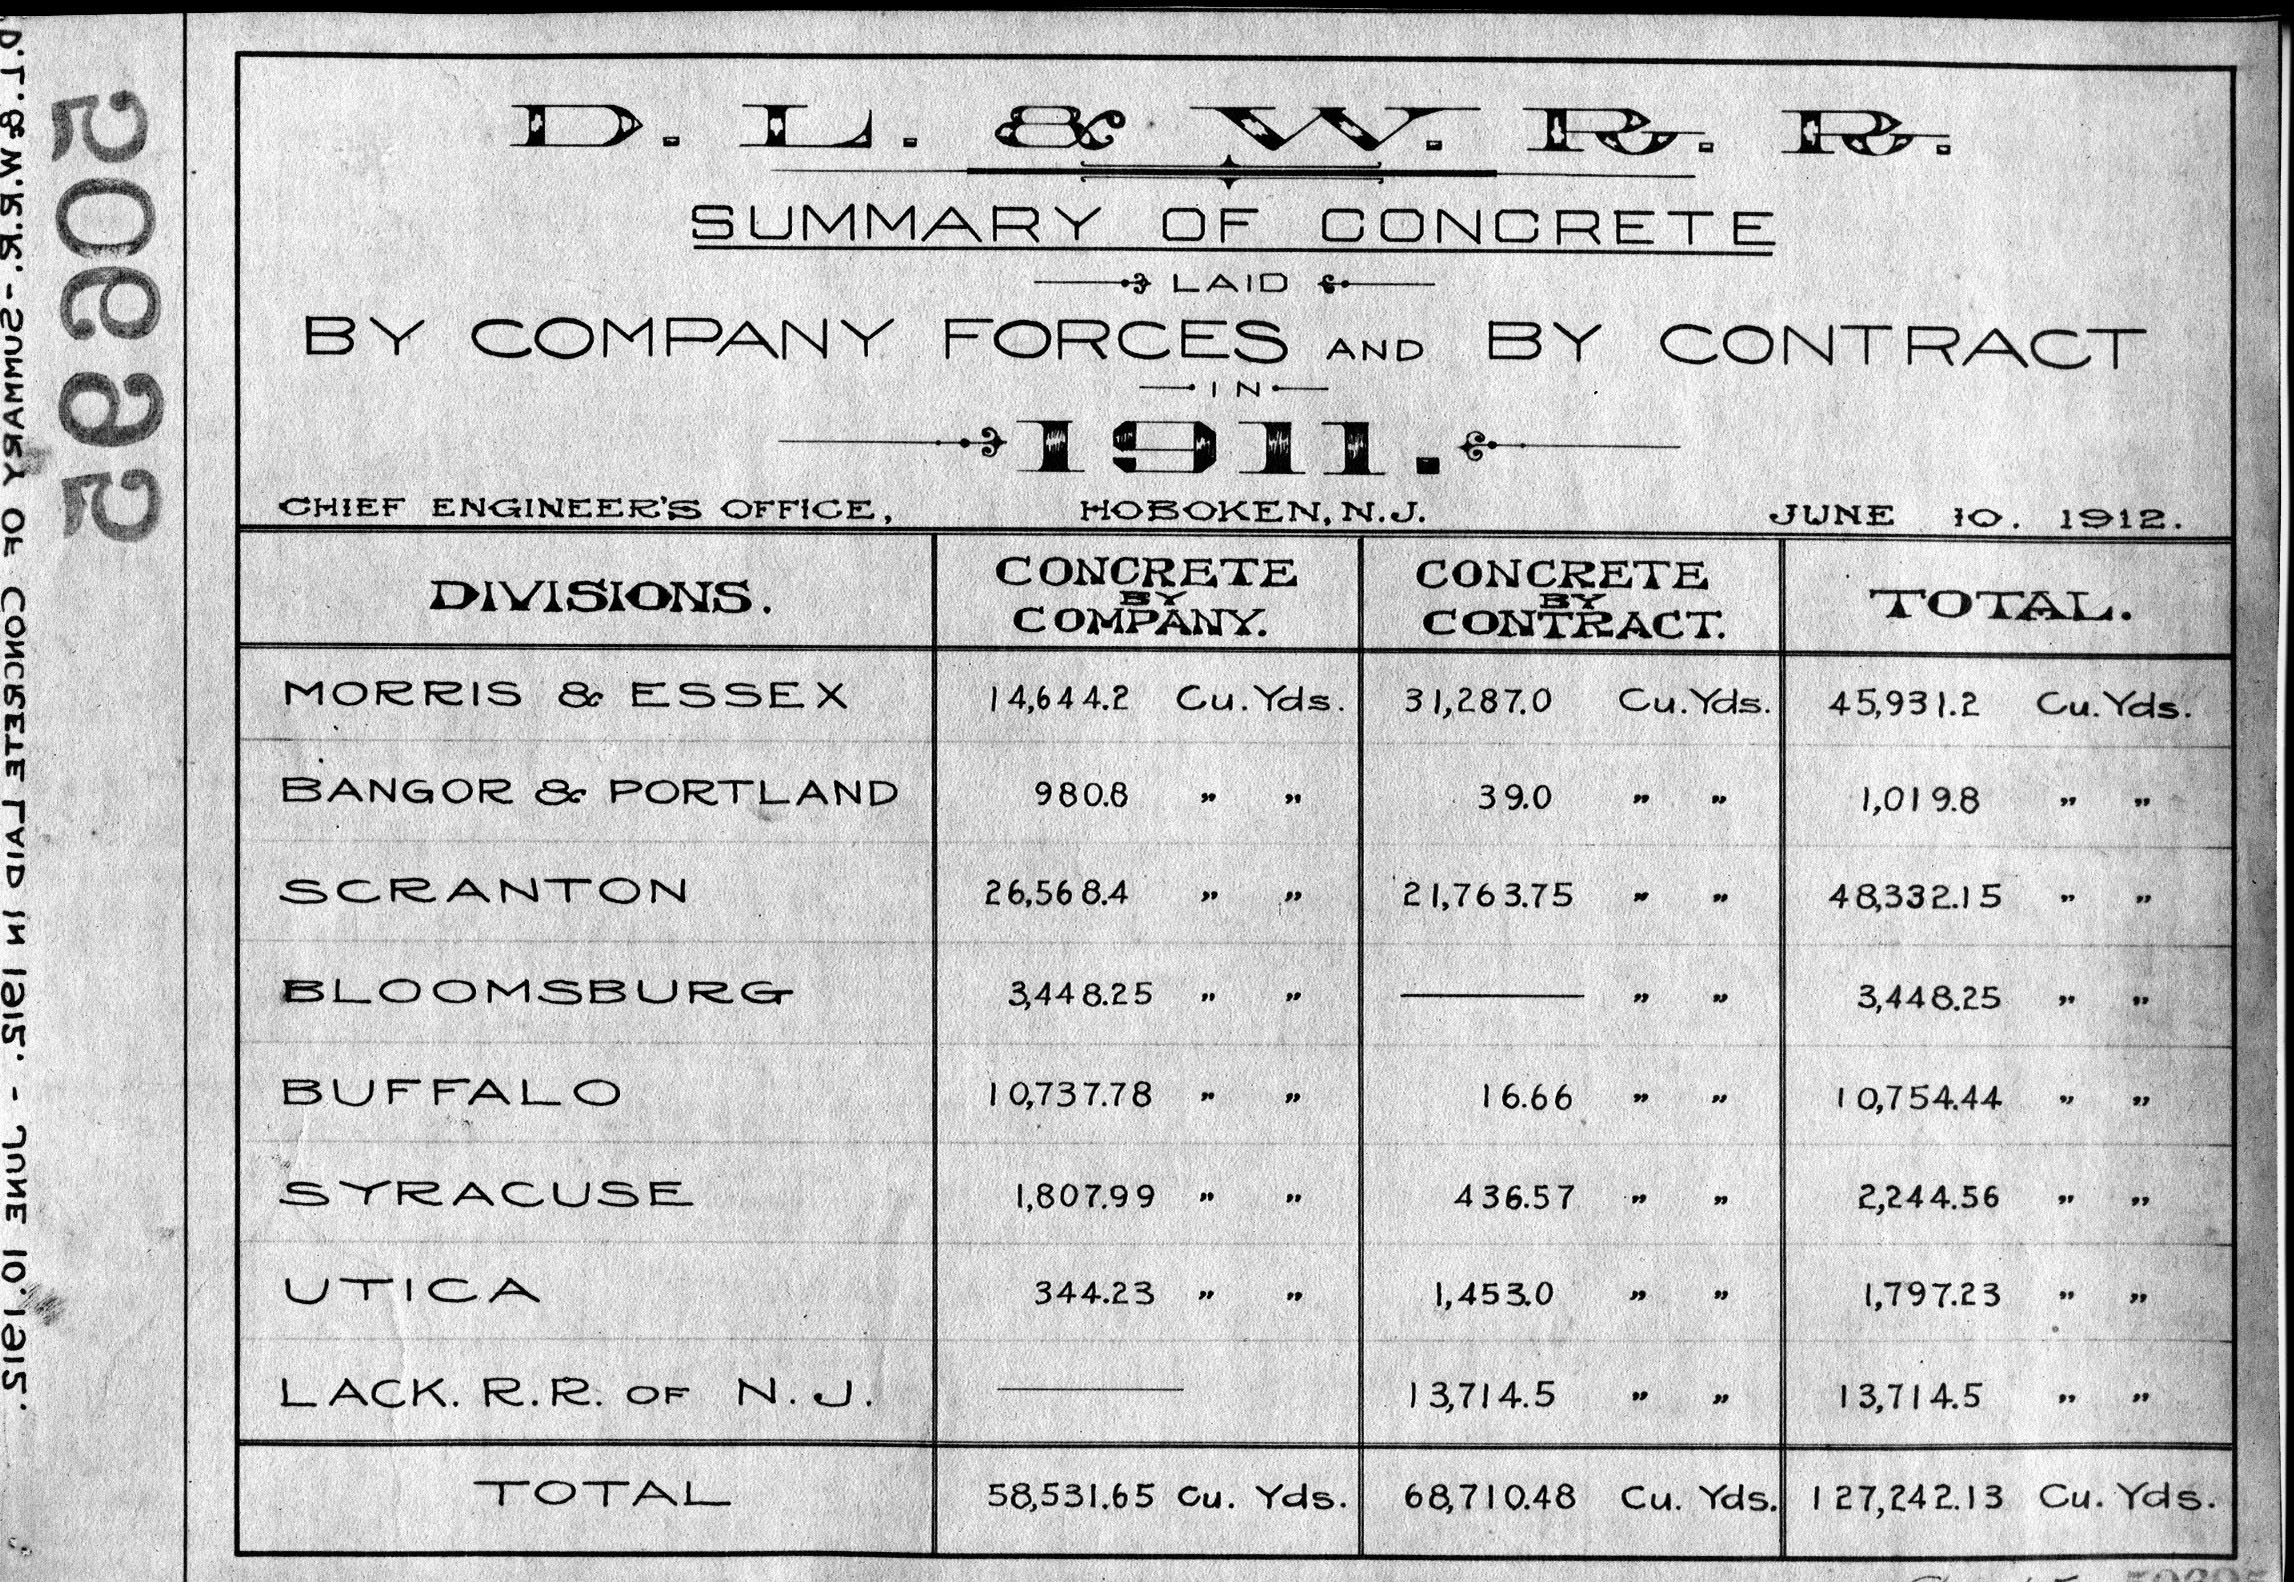 D. L. & W. R. R.
SUMMARY OF CONCRETE
LAID
BY COMPANY FORCES AND BY CONTRACT
IN
1911.
CHIEF ENGINEER'S OFFICE, HOBOKEN, N.J. JUNE 10. 1912.
DIVISIONS. CONCRETE BY COMPANY. CONCRETE BY CONTRACT. TOTAL.
MORRIS & ESSEX 14,644.2 Cu. Yds. 31,287.0 Cu. Yds. 45,931.2 Cu. Yds.
BANGOR & PORTLAND 980.8 " " 39.0 " " 1,019.8 " "
SCRANTON 26,568.4 " " 21,763.75 " " 48,332.15 " "
BLOOMSBURG 3,448.25 " " — " " 3,448.25 " "
BUFFALO 10,737.78 " " 16.66 " " 10,754.44 " "
SYRACUSE 1,807.99 " " 436.57 " " 2,244.56 " "
UTICA 344.23 " " 1,453.0 " " 1,797.23 " "
LACK. R.R. OF N.J. — 13,714.5 " " 13,714.5 " "
TOTAL 58,531.65 Cu. Yds. 68,710.48 Cu. Yds. 127,242.13 Cu. Yds.
D.L.&W.R.R.-SUMMARY OF CONCRETE LAID IN 1912. - JUNE 10.1912.
50695